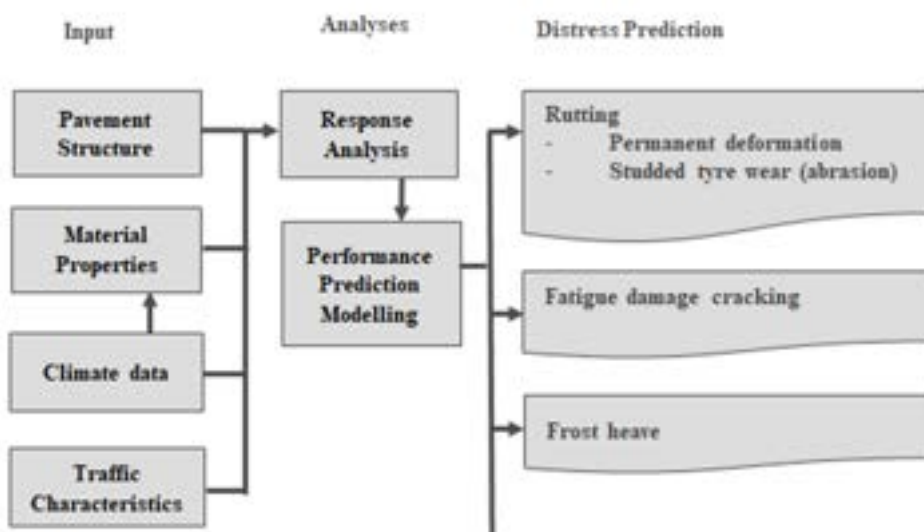 Input
Analyses
Distress Prediction
Pavement
Structure
Material
Properties
Climate data
Traffic
Characteristics
Response
Analysis
Performance
Prediction
Modelling
Rutting
- Permanent deformation
- Studded tyre wear (abrasion)
Fatigue damage cracking
Frost heave